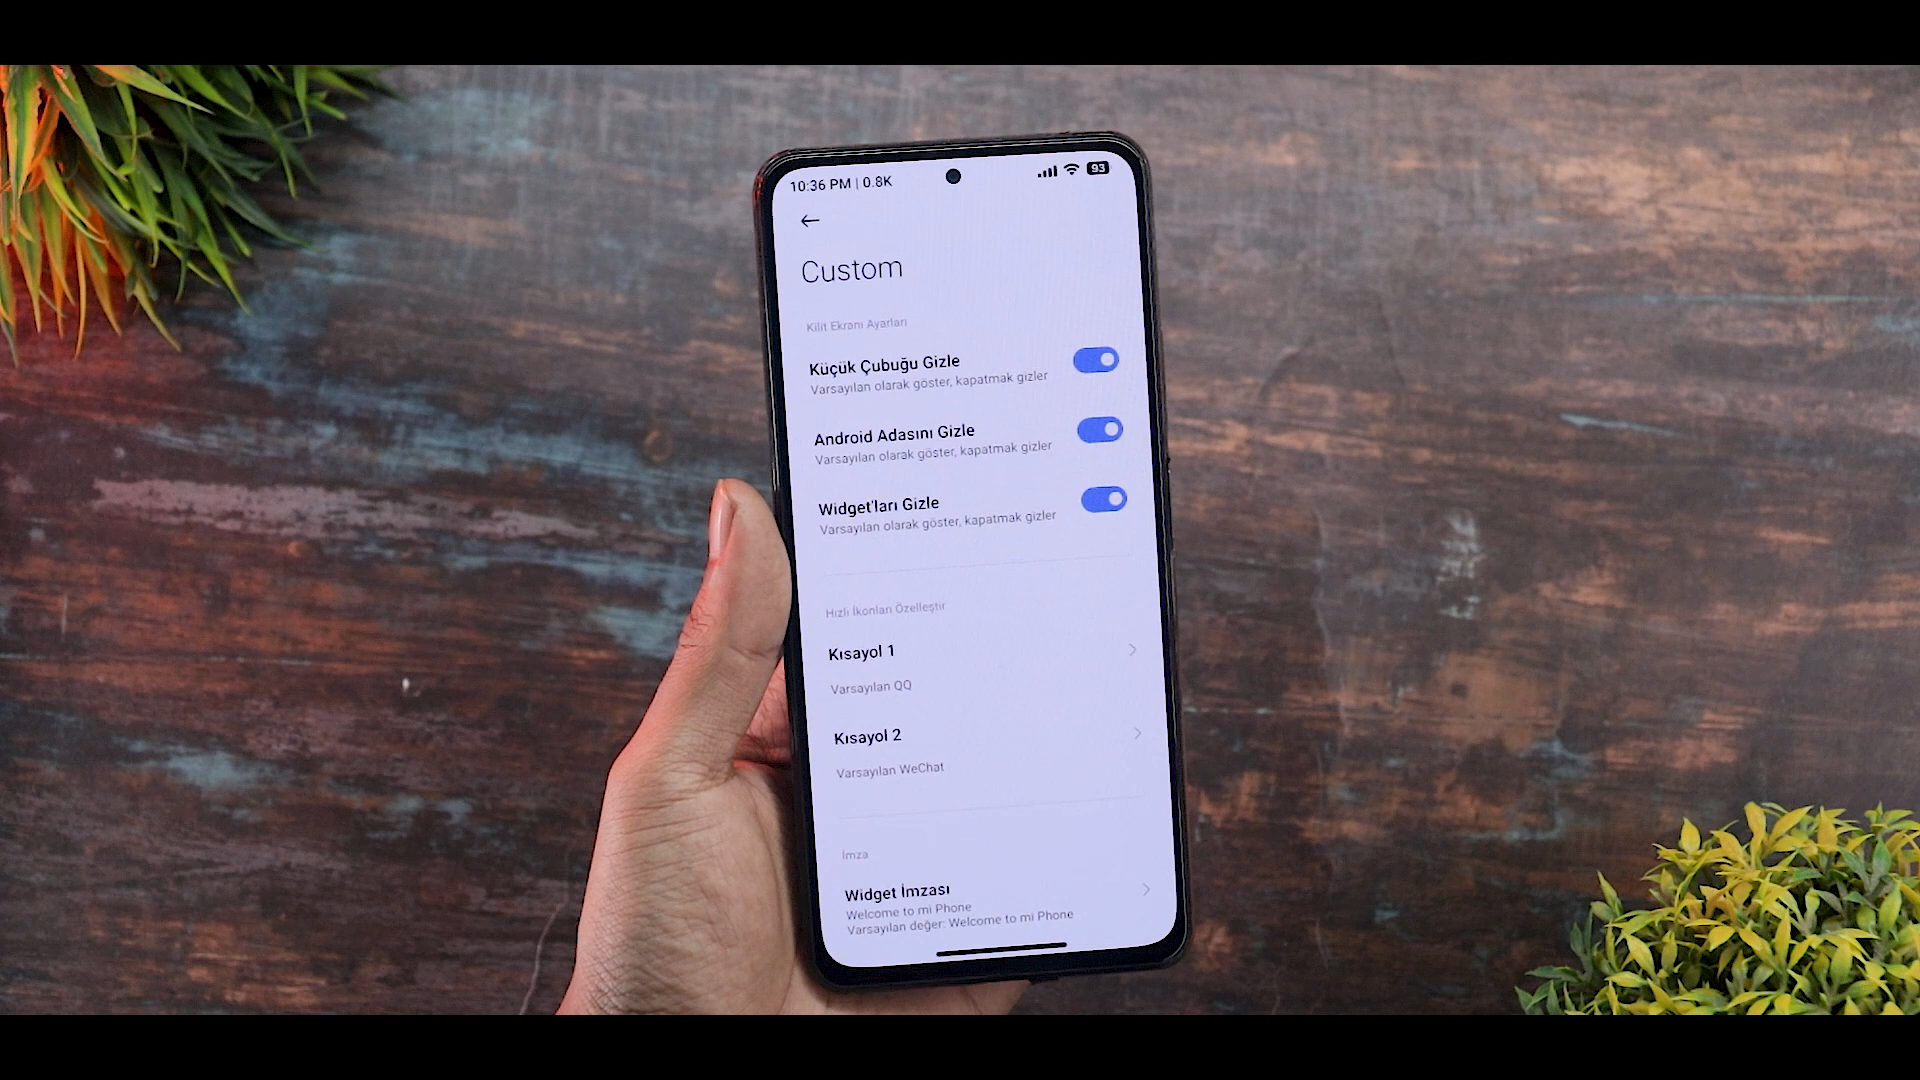 10:36 PM | 0.8K 93
Custom
Kilit Ekranı Ayarları
Küçük Çubuğu Gizle
Varsayılan olarak göster, kapatmak gizler
Android Adasını Gizle
Varsayılan olarak göster, kapatmak gizler
Widget'ları Gizle
Varsayılan olarak göster, kapatmak gizler
Hızlı İkonları Özelleştir
Kısayol 1
Varsayılan QQ
Kısayol 2
Varsayılan WeChat
İmza
Widget İmzası
Welcome to mi Phone
Varsayılan değer: Welcome to mi Phone